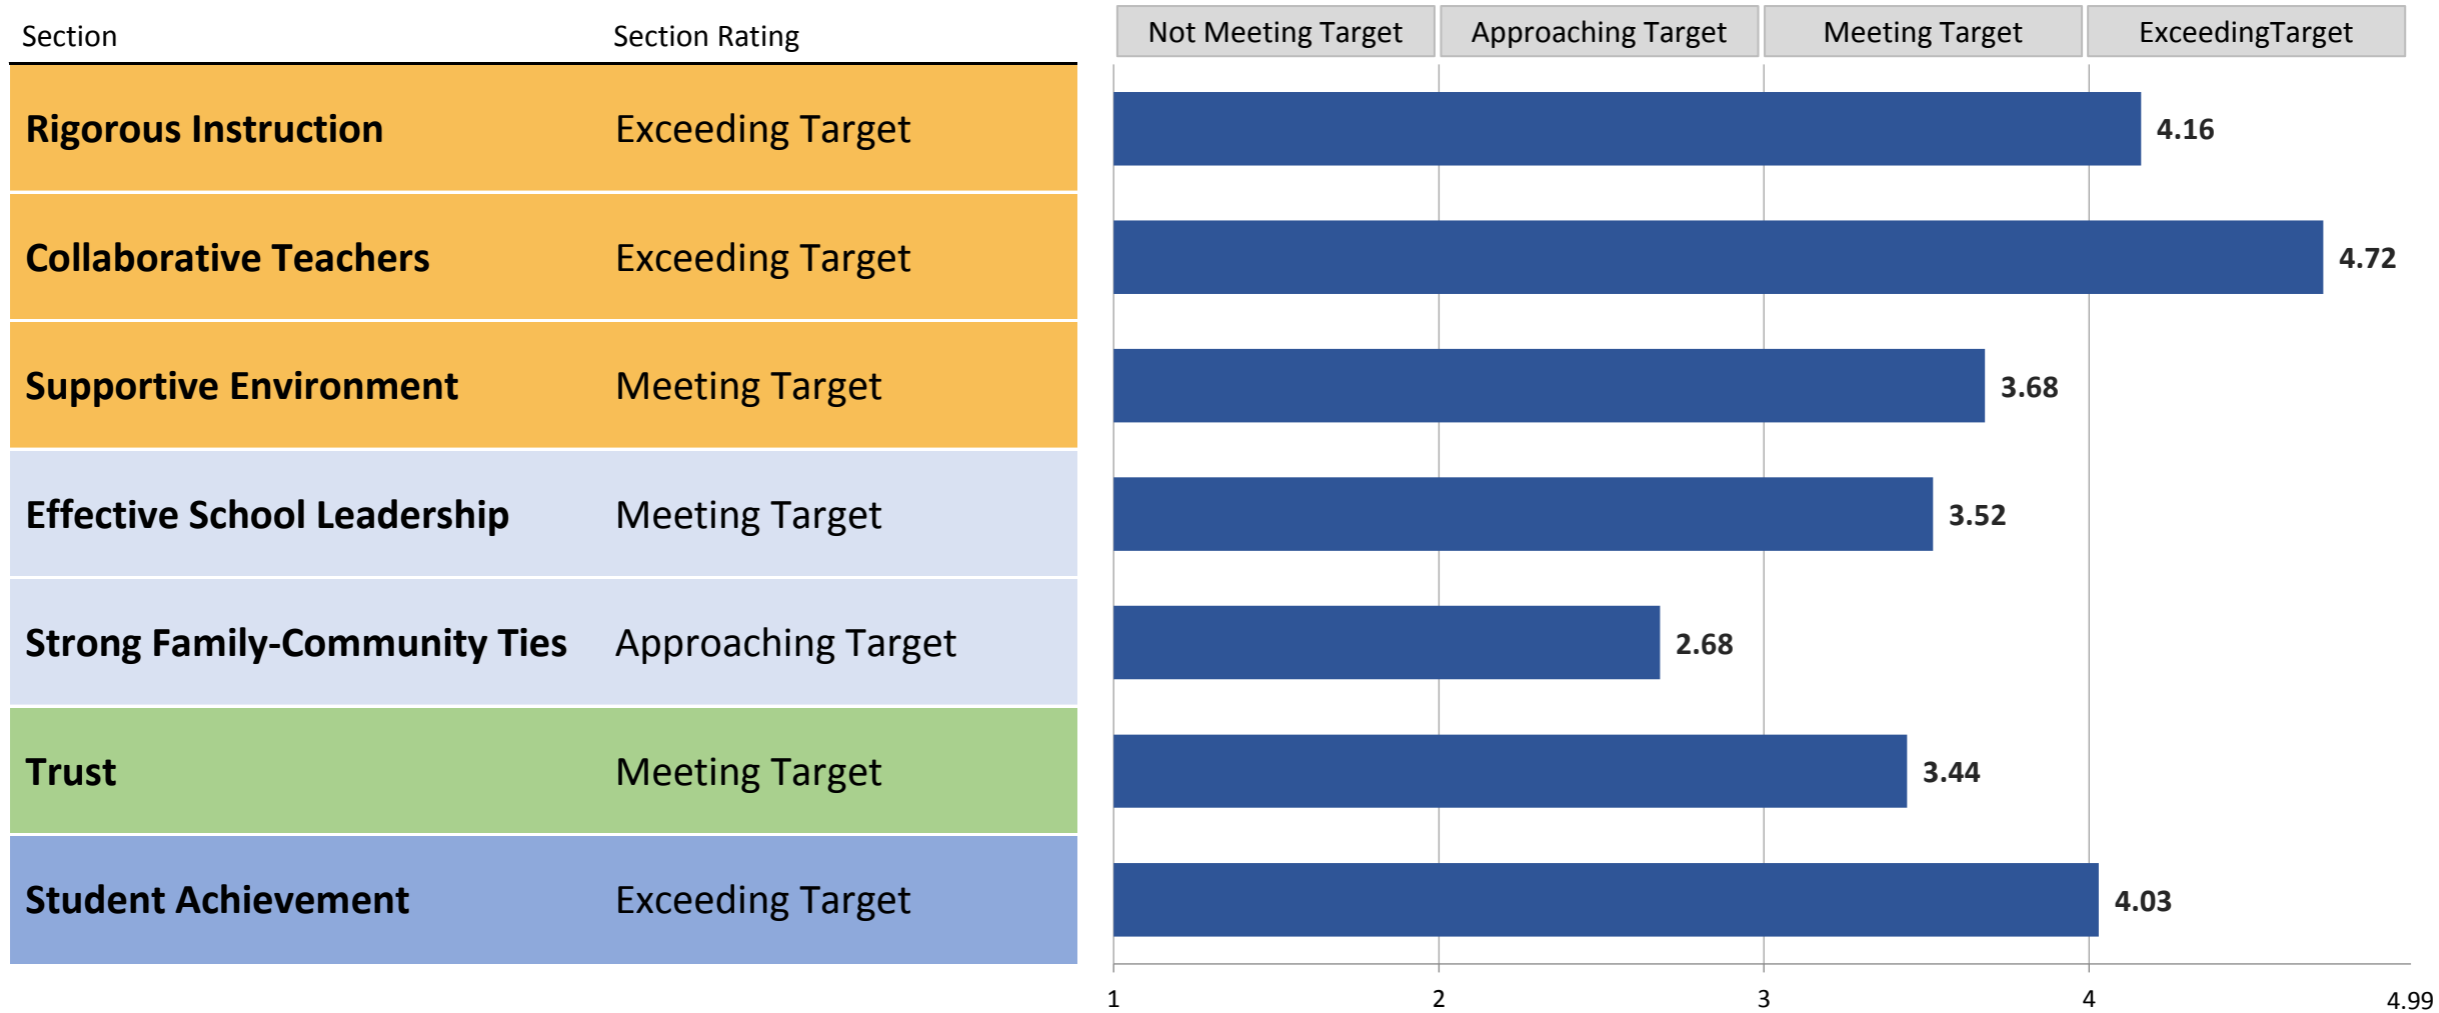 Section Section Rating Not Meeting Target Approaching Target Meeting Target ExceedingTarget
Rigorous Instruction Exceeding Target 4.16
Collaborative Teachers Exceeding Target 4.72
Supportive Environment Meeting Target 3.68
Effective School Leadership Meeting Target 3.52
Strong Family-Community Ties Approaching Target 2.68
Trust Meeting Target 3.44
Student Achievement Exceeding Target 4.03
1 2 3 4 4.99